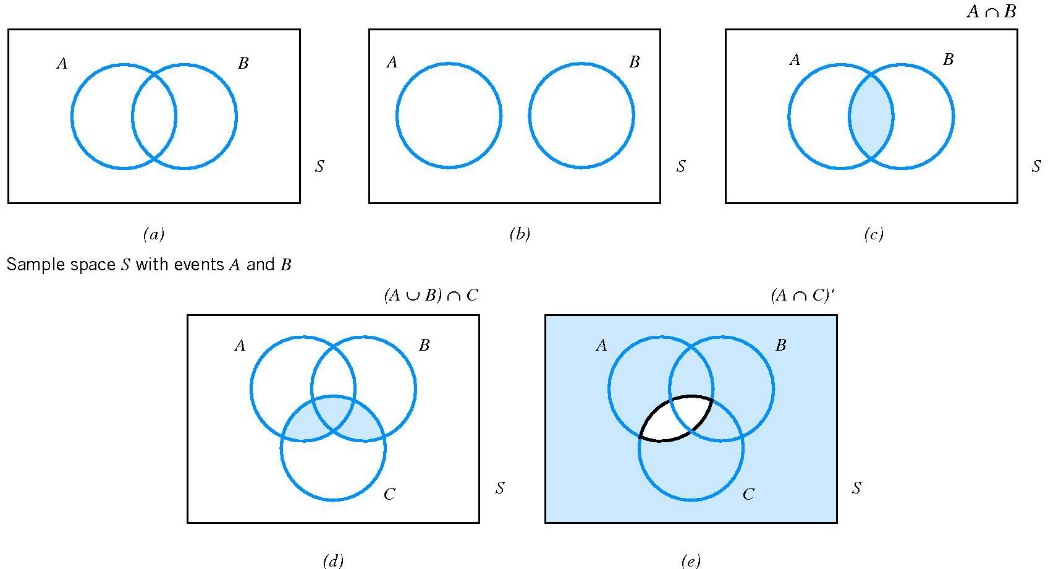 A ∩ B
A B A B A B
S S S
(a) (b) (c)
Sample space S with events A and B
(A ∪ B) ∩ C (A ∩ C)'
A B A B
C S C S
(d) (e)